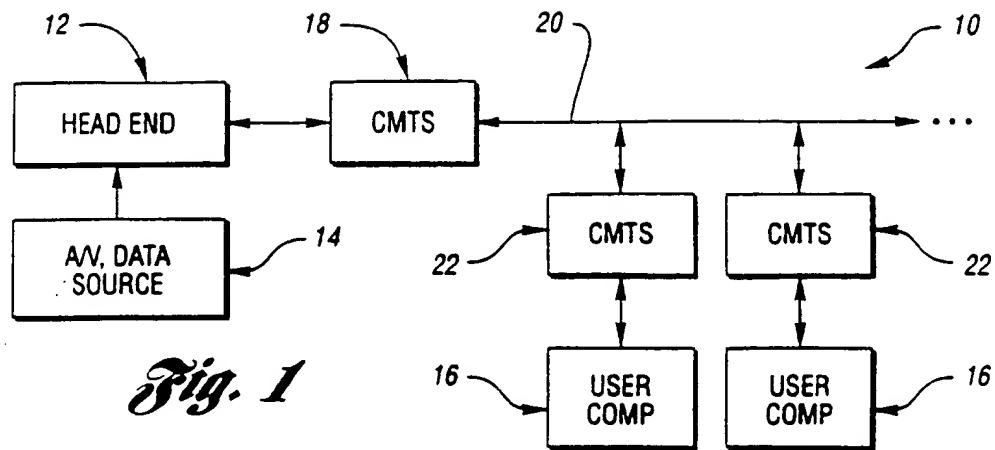 12
18
20
10
HEAD END
CMTS
...
A/V, DATA
SOURCE
14
CMTS
CMTS
22
22
Fig. 1
16
USER
COMP
USER
COMP
16